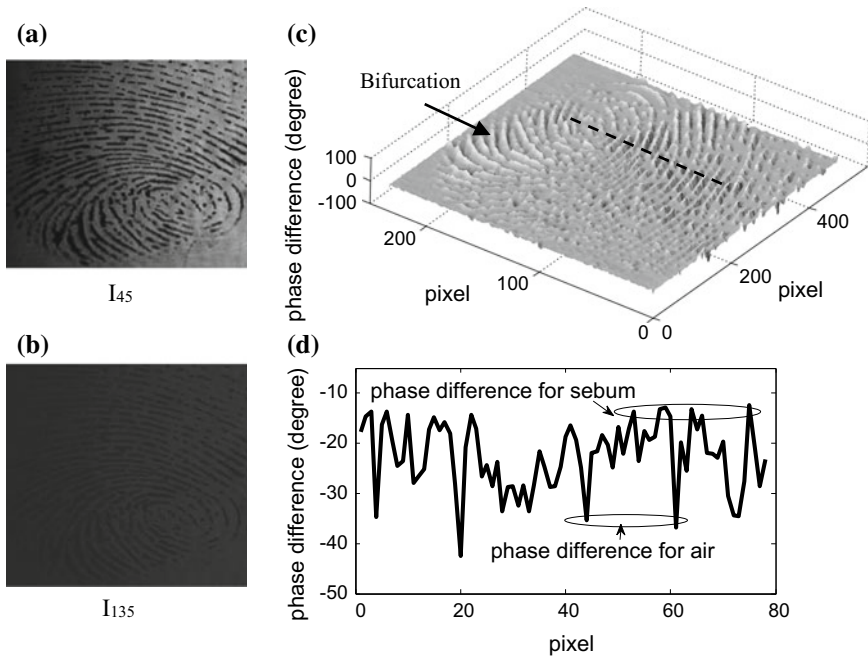 (a)
I45
(b)
I135
(c)
Bifurcation
phase difference (degree)
100
0
-100
200
100
0
pixel
0
200
400
pixel
(d)
phase difference (degree)
-10
-20
-30
-40
-50
phase difference for sebum
phase difference for air
0
20
40
60
80
pixel